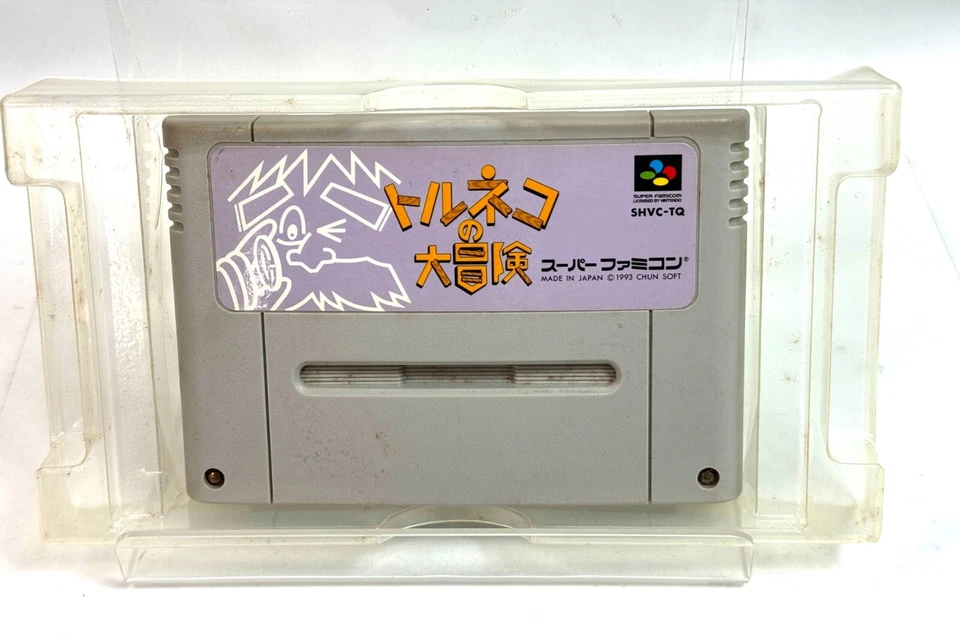 トルネコ
の
大冒険
SUPER FAMICOM
LICENSED BY NINTENDO
SHVC-TQ
スーパーファミコン®
MADE IN JAPAN ©1993 CHUN SOFT